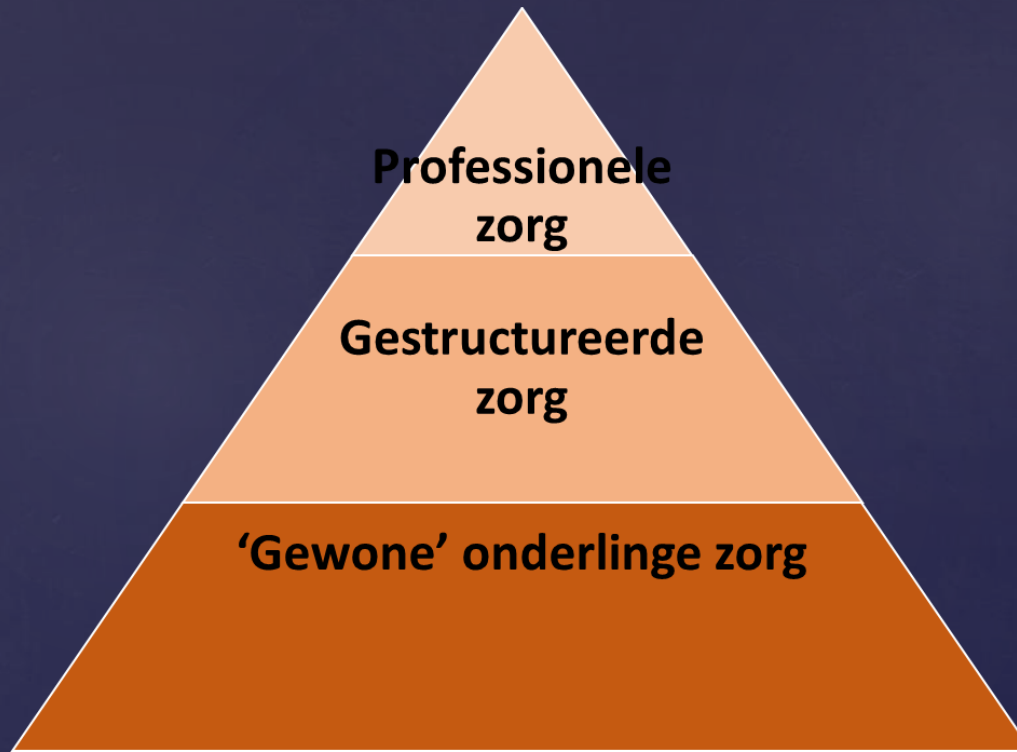 Professionele
zorg
Gestructureerde
zorg
‘Gewone’ onderlinge zorg